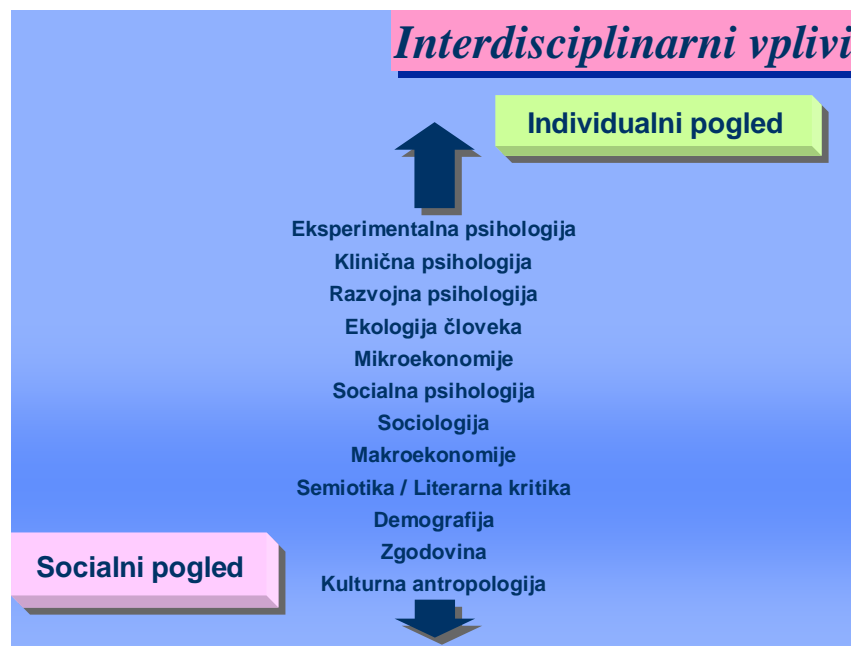 Interdisciplinarni vplivi
Individualni pogled
Eksperimentalna psihologija
Klinična psihologija
Razvojna psihologija
Ekologija človeka
Mikroekonomije
Socialna psihologija
Sociologija
Makroekonomije
Semiotika / Literarna kritika
Demografija
Zgodovina
Kulturna antropologija
Socialni pogled